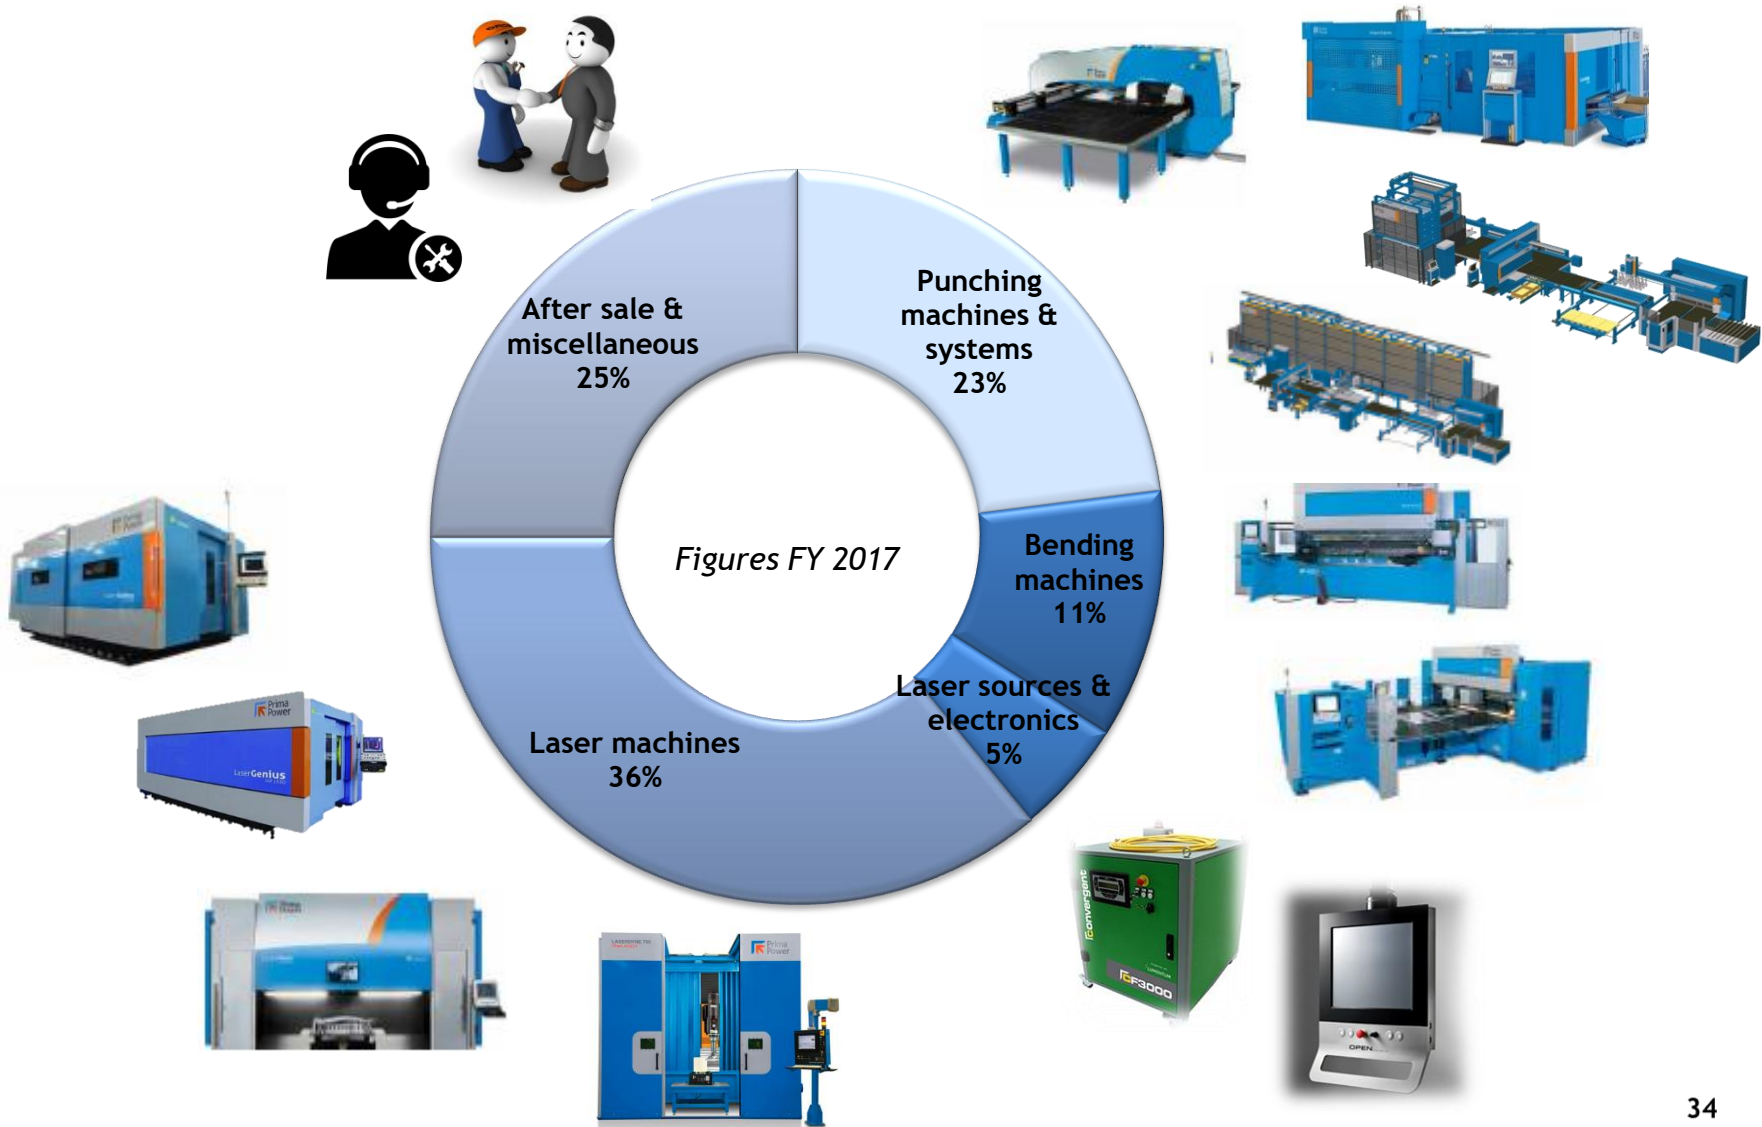 Punching
machines &
systems
23%
After sale &
miscellaneous
25%
Figures FY 2017
Bending
machines
11%
Laser sources &
electronics
5%
Laser machines
36%
Prima
Power
LaserGenius
Prima
Power
Convergent
LUMENTUM
CF3000
OPEN
34